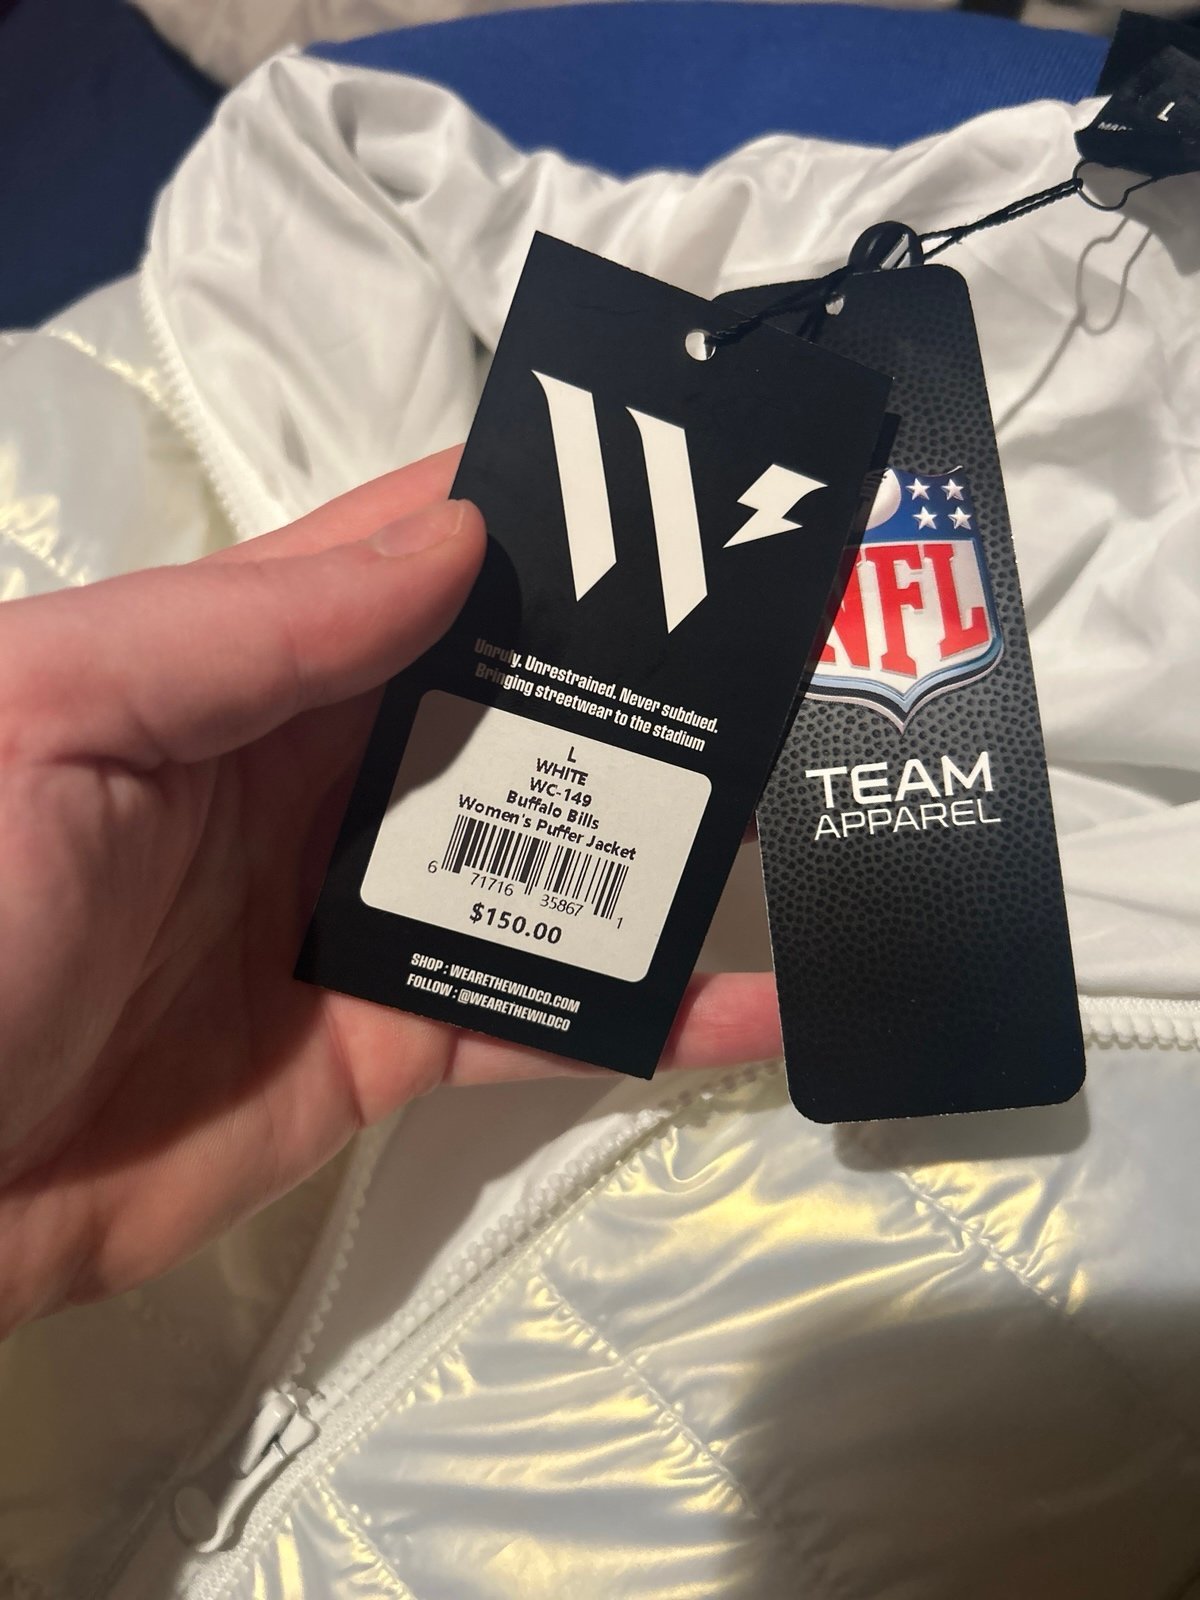 L
Unruly. Unrestrained. Never subdued.
Bringing streetwear to the stadium
L
WHITE
WC-149
Buffalo Bills
Women's Puffer Jacket
6 71716 35867 1
$150.00
SHOP : WEARETHEWILDCO.COM
FOLLOW : @WEARETHEWILDCO
NFL
TEAM
APPAREL